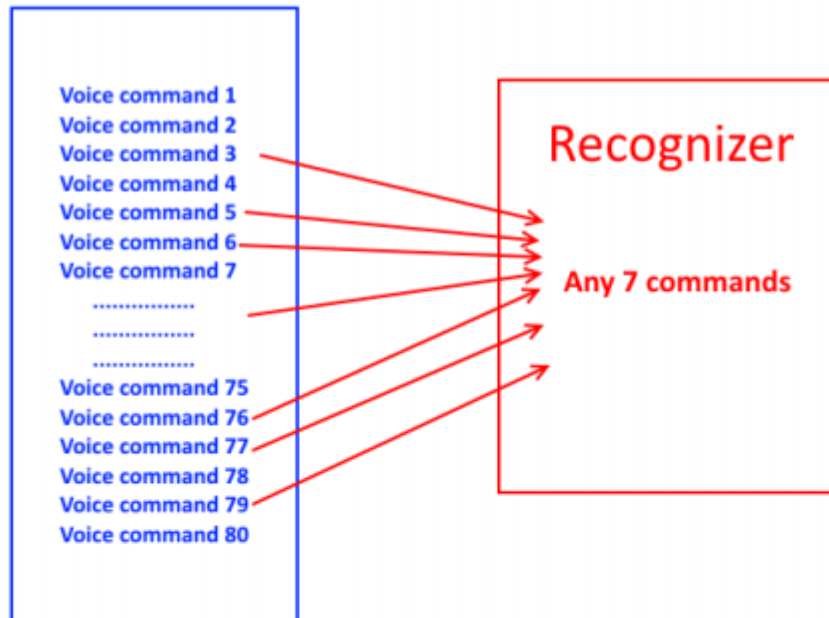 Voice command 1
Voice command 2
Voice command 3
Voice command 4
Voice command 5
Voice command 6
Voice command 7
................
................
................
Voice command 75
Voice command 76
Voice command 77
Voice command 78
Voice command 79
Voice command 80
Recognizer
Any 7 commands